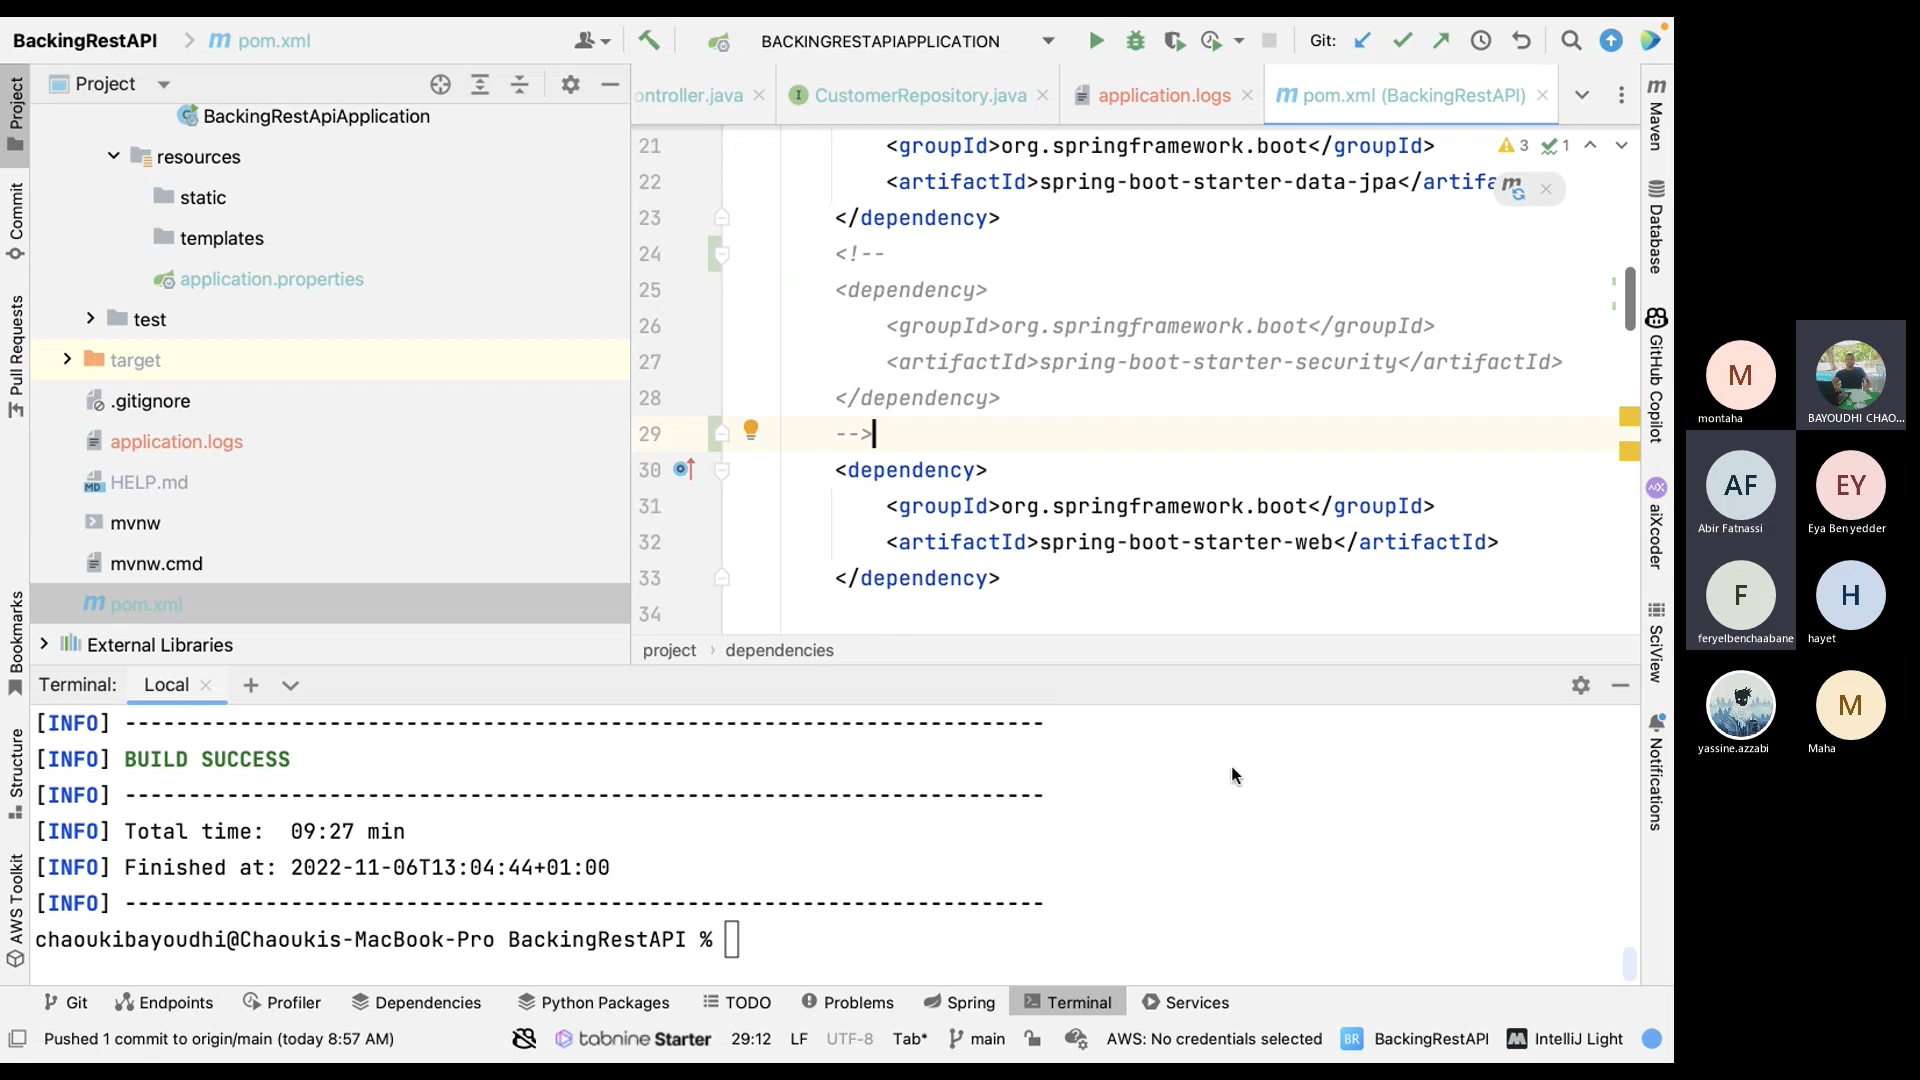 BackingRestAPI
pom.xml
BACKINGRESTAPIAPPLICATION
Git:
Project
ontroller.java
CustomerRepository.java
application.logs
pom.xml (BackingRestAPI)
Project
Commit
Pull Requests
Bookmarks
Structure
AWS Toolkit
BackingRestApiApplication
resources
static
templates
application.properties
test
target
.gitignore
application.logs
HELP.md
mvnw
mvnw.cmd
pom.xml
External Libraries
3 1
21 <groupId>org.springframework.boot</groupId>
22 <artifactId>spring-boot-starter-data-jpa</artifa
23 </dependency>
24 <!--
25 <dependency>
26 <groupId>org.springframework.boot</groupId>
27 <artifactId>spring-boot-starter-security</artifactId>
28 </dependency>
29 -->
30 <dependency>
31 <groupId>org.springframework.boot</groupId>
32 <artifactId>spring-boot-starter-web</artifactId>
33 </dependency>
34
project › dependencies
Maven
Database
GitHub Copilot
aiXcoder
SciView
Notifications
Terminal: Local
[INFO] ------------------------------------------------------------------------
[INFO] BUILD SUCCESS
[INFO] ------------------------------------------------------------------------
[INFO] Total time:  09:27 min
[INFO] Finished at: 2022-11-06T13:04:44+01:00
[INFO] ------------------------------------------------------------------------
chaoukibayoudhi@Chaoukis-MacBook-Pro BackingRestAPI %
Git Endpoints Profiler Dependencies Python Packages TODO Problems Spring Terminal Services
Pushed 1 commit to origin/main (today 8:57 AM)
tabnine Starter 29:12 LF UTF-8 Tab* main AWS: No credentials selected BR BackingRestAPI IntelliJ Light
M
montaha
BAYOUDHI CHAO...
AF
Abir Fatnassi
EY
Eya Benyedder
F
feryelbenchaabane
H
hayet
yassine.azzabi
M
Maha